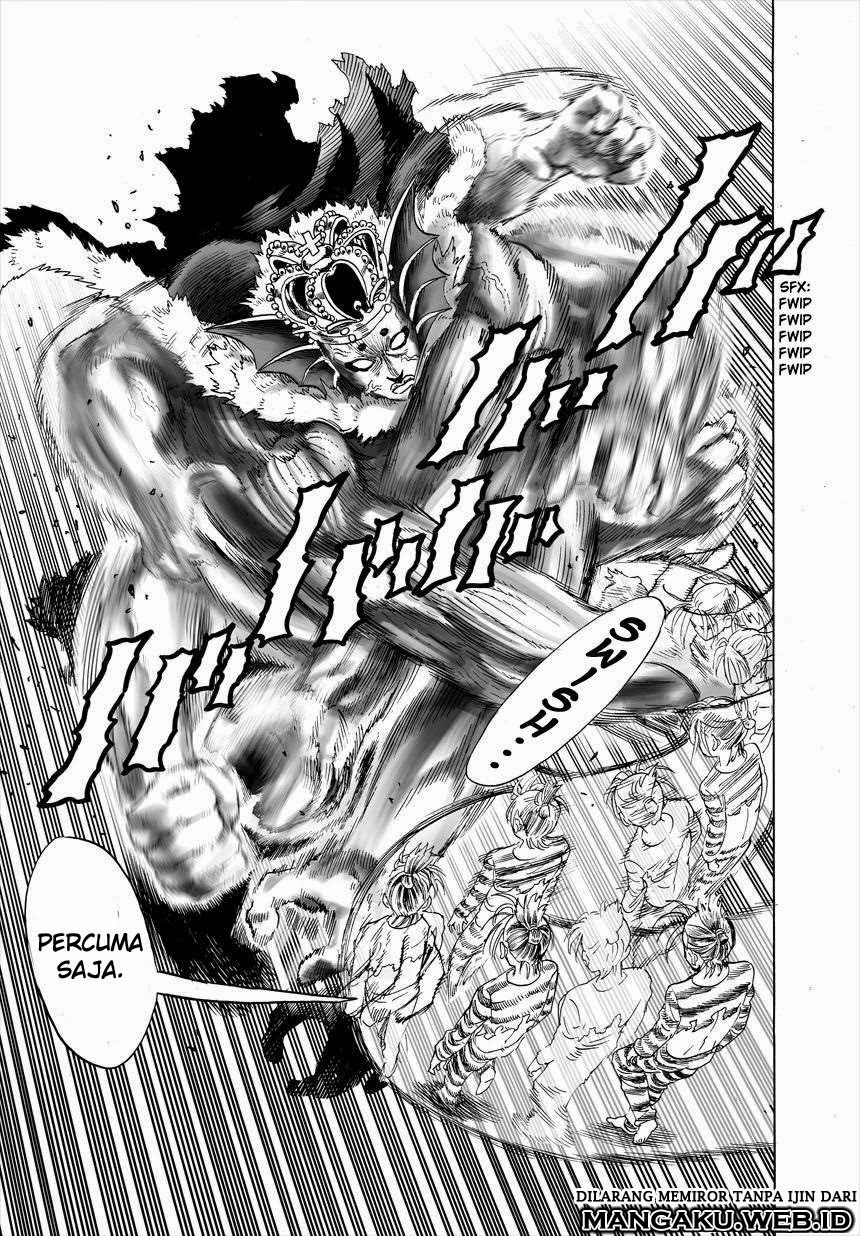 SFX:
FWIP
FWIP
FWIP
FWIP
FWIP
SWISH...
PERCUMA
SAJA.
DILARANG MEMIROR TANPA IJIN DARI
MANGAKU.WEB.ID